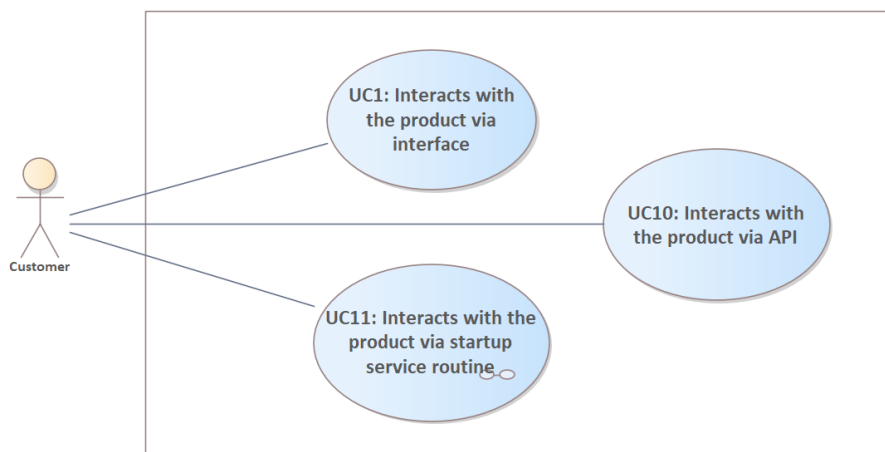 UC1: Interacts with
the product via
interface
UC10: Interacts with
the product via API
Customer
UC11: Interacts with the
product via startup
service routine